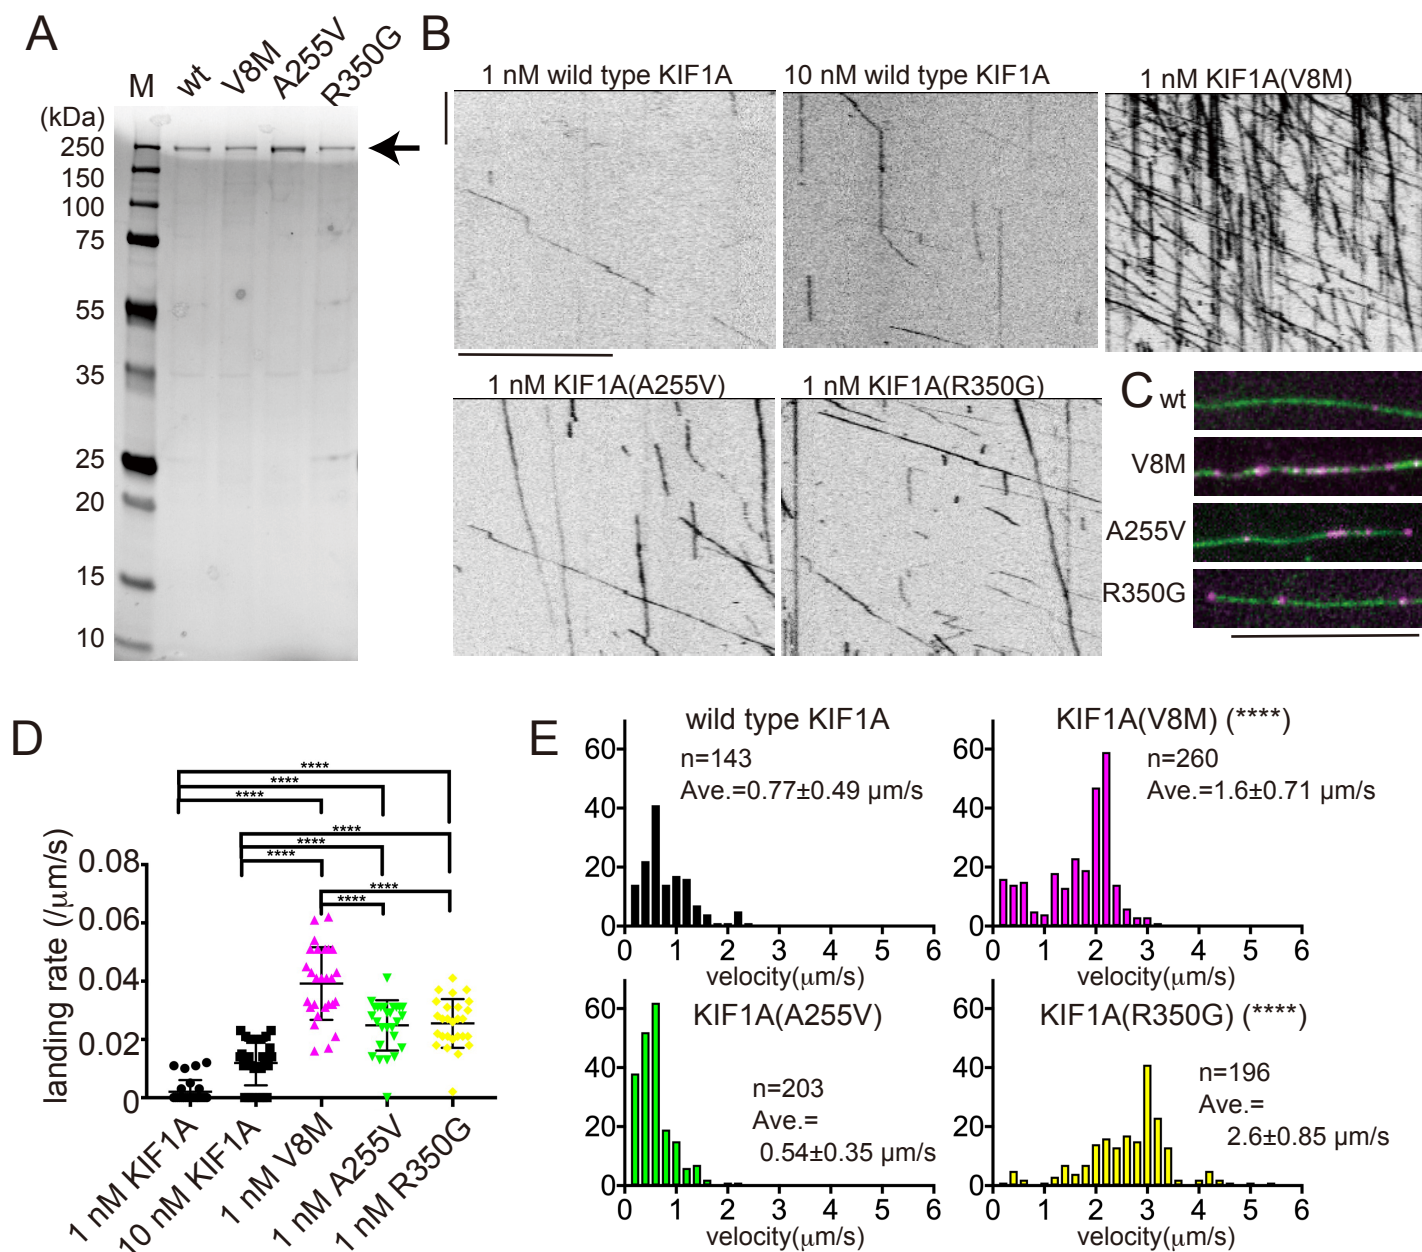 A
M
wt
V8M
A255V
R350G
(kDa)
250
150
100
75
55
35
25
20
15
10
B
1 nM wild type KIF1A
10 nM wild type KIF1A
1 nM KIF1A(V8M)
1 nM KIF1A(A255V)
1 nM KIF1A(R350G)
C
wt
V8M
A255V
R350G
D
****
****
****
****
****
****
****
****
landing rate (/μm/s)
0.08
0.06
0.04
0.02
0
1 nM KIF1A
10 nM KIF1A
1 nM V8M
1 nM A255V
1 nM R350G
E
wild type KIF1A
n=143
Ave.=0.77±0.49 μm/s
60
40
20
0
0 1 2 3 4 5 6
velocity(μm/s)
KIF1A(V8M) (****)
n=260
Ave.=1.6±0.71 μm/s
60
40
20
0
0 1 2 3 4 5 6
velocity(μm/s)
KIF1A(A255V)
n=203
Ave.=
0.54±0.35 μm/s
60
40
20
0
0 1 2 3 4 5 6
velocity(μm/s)
KIF1A(R350G) (****)
n=196
Ave.=
2.6±0.85 μm/s
60
40
20
0
0 1 2 3 4 5 6
velocity(μm/s)